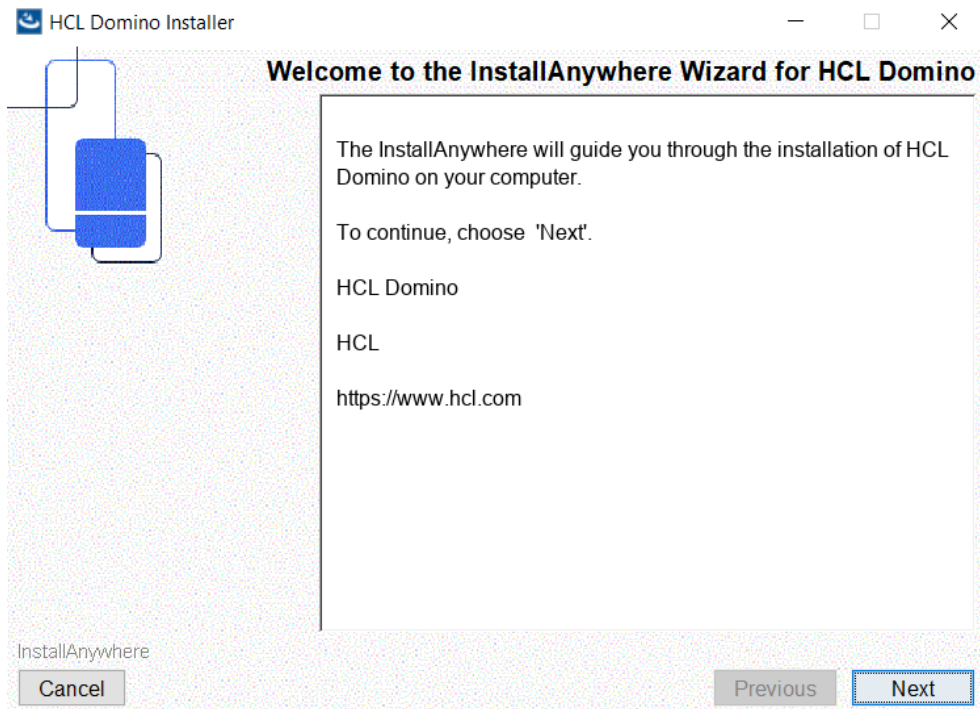 HCL Domino Installer
Welcome to the InstallAnywhere Wizard for HCL Domino
The InstallAnywhere will guide you through the installation of HCL
Domino on your computer.
To continue, choose  'Next'.
HCL Domino
HCL
https://www.hcl.com
InstallAnywhere
Cancel
Previous
Next